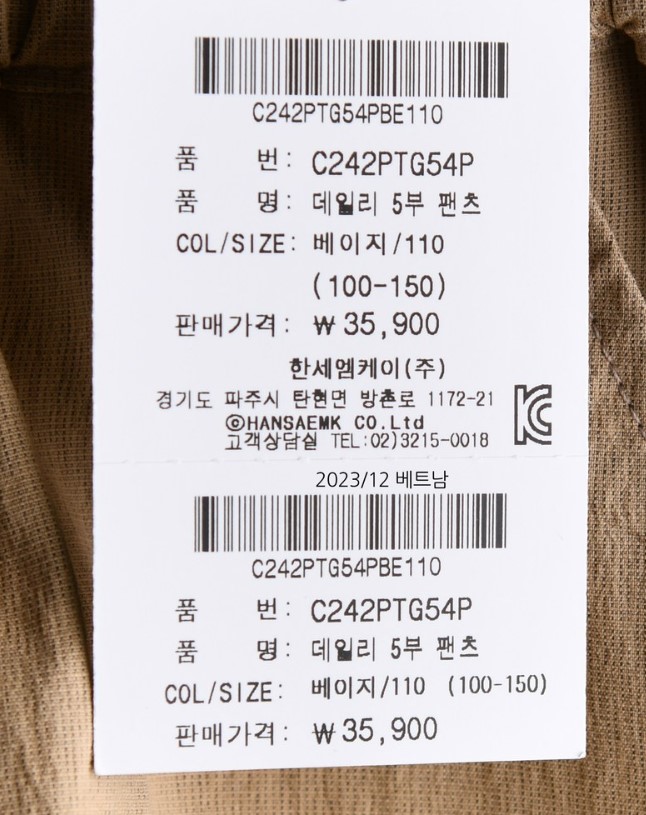 C242PTG54PBE110
품 번: C242PTG54P
품 명: 데일리 5부 팬츠
COL/SIZE: 베이지/110
(100-150)
판매가격: ₩35,900
한세엠케이(주)
경기도 파주시 탄현면 방촌로 1172-21
ⓒHANSAEMK CO.Ltd
고객상담실 TEL:02)3215-0018
2023/12 베트남
C242PTG54PBE110
품 번: C242PTG54P
품 명: 데일리 5부 팬츠
COL/SIZE: 베이지/110 (100-150)
판매가격: ₩35,900